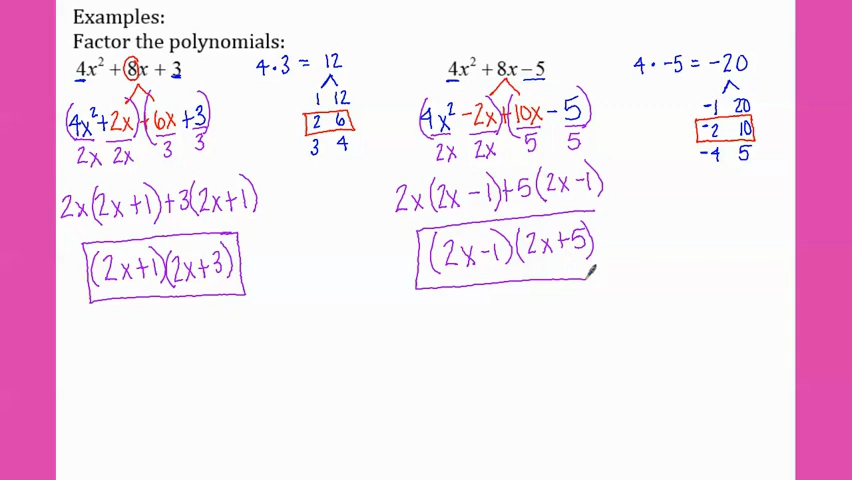 Examples:
Factor the polynomials:
4x² + 8x + 3
4 · 3 = 12
1 12
2 6
3 4
(4x² + 2x) + (6x + 3)
2x 2x 3 3
2x(2x+1)+3(2x+1)
(2x+1)(2x+3)
4x² + 8x − 5
4 · -5 = -20
-1 20
-2 10
-4 5
(4x² − 2x) + (10x − 5)
2x 2x 5 5
2x(2x−1)+5(2x−1)
(2x−1)(2x+5)